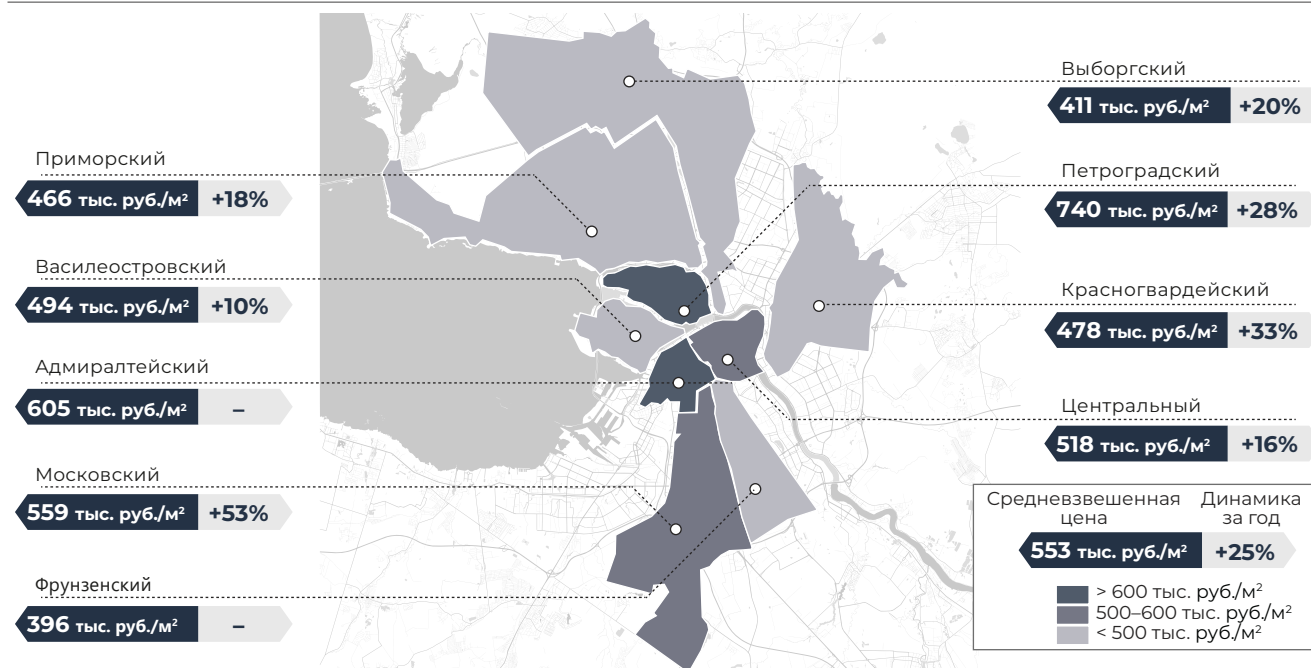 Приморский
466 тыс. руб./м² +18%
Василеостровский
494 тыс. руб./м² +10%
Адмиралтейский
605 тыс. руб./м² –
Московский
559 тыс. руб./м² +53%
Фрунзенский
396 тыс. руб./м² –
Выборгский
411 тыс. руб./м² +20%
Петроградский
740 тыс. руб./м² +28%
Красногвардейский
478 тыс. руб./м² +33%
Центральный
518 тыс. руб./м² +16%
Средневзвешенная Динамика
цена за год
553 тыс. руб./м² +25%
> 600 тыс. руб./м²
500–600 тыс. руб./м²
< 500 тыс. руб./м²